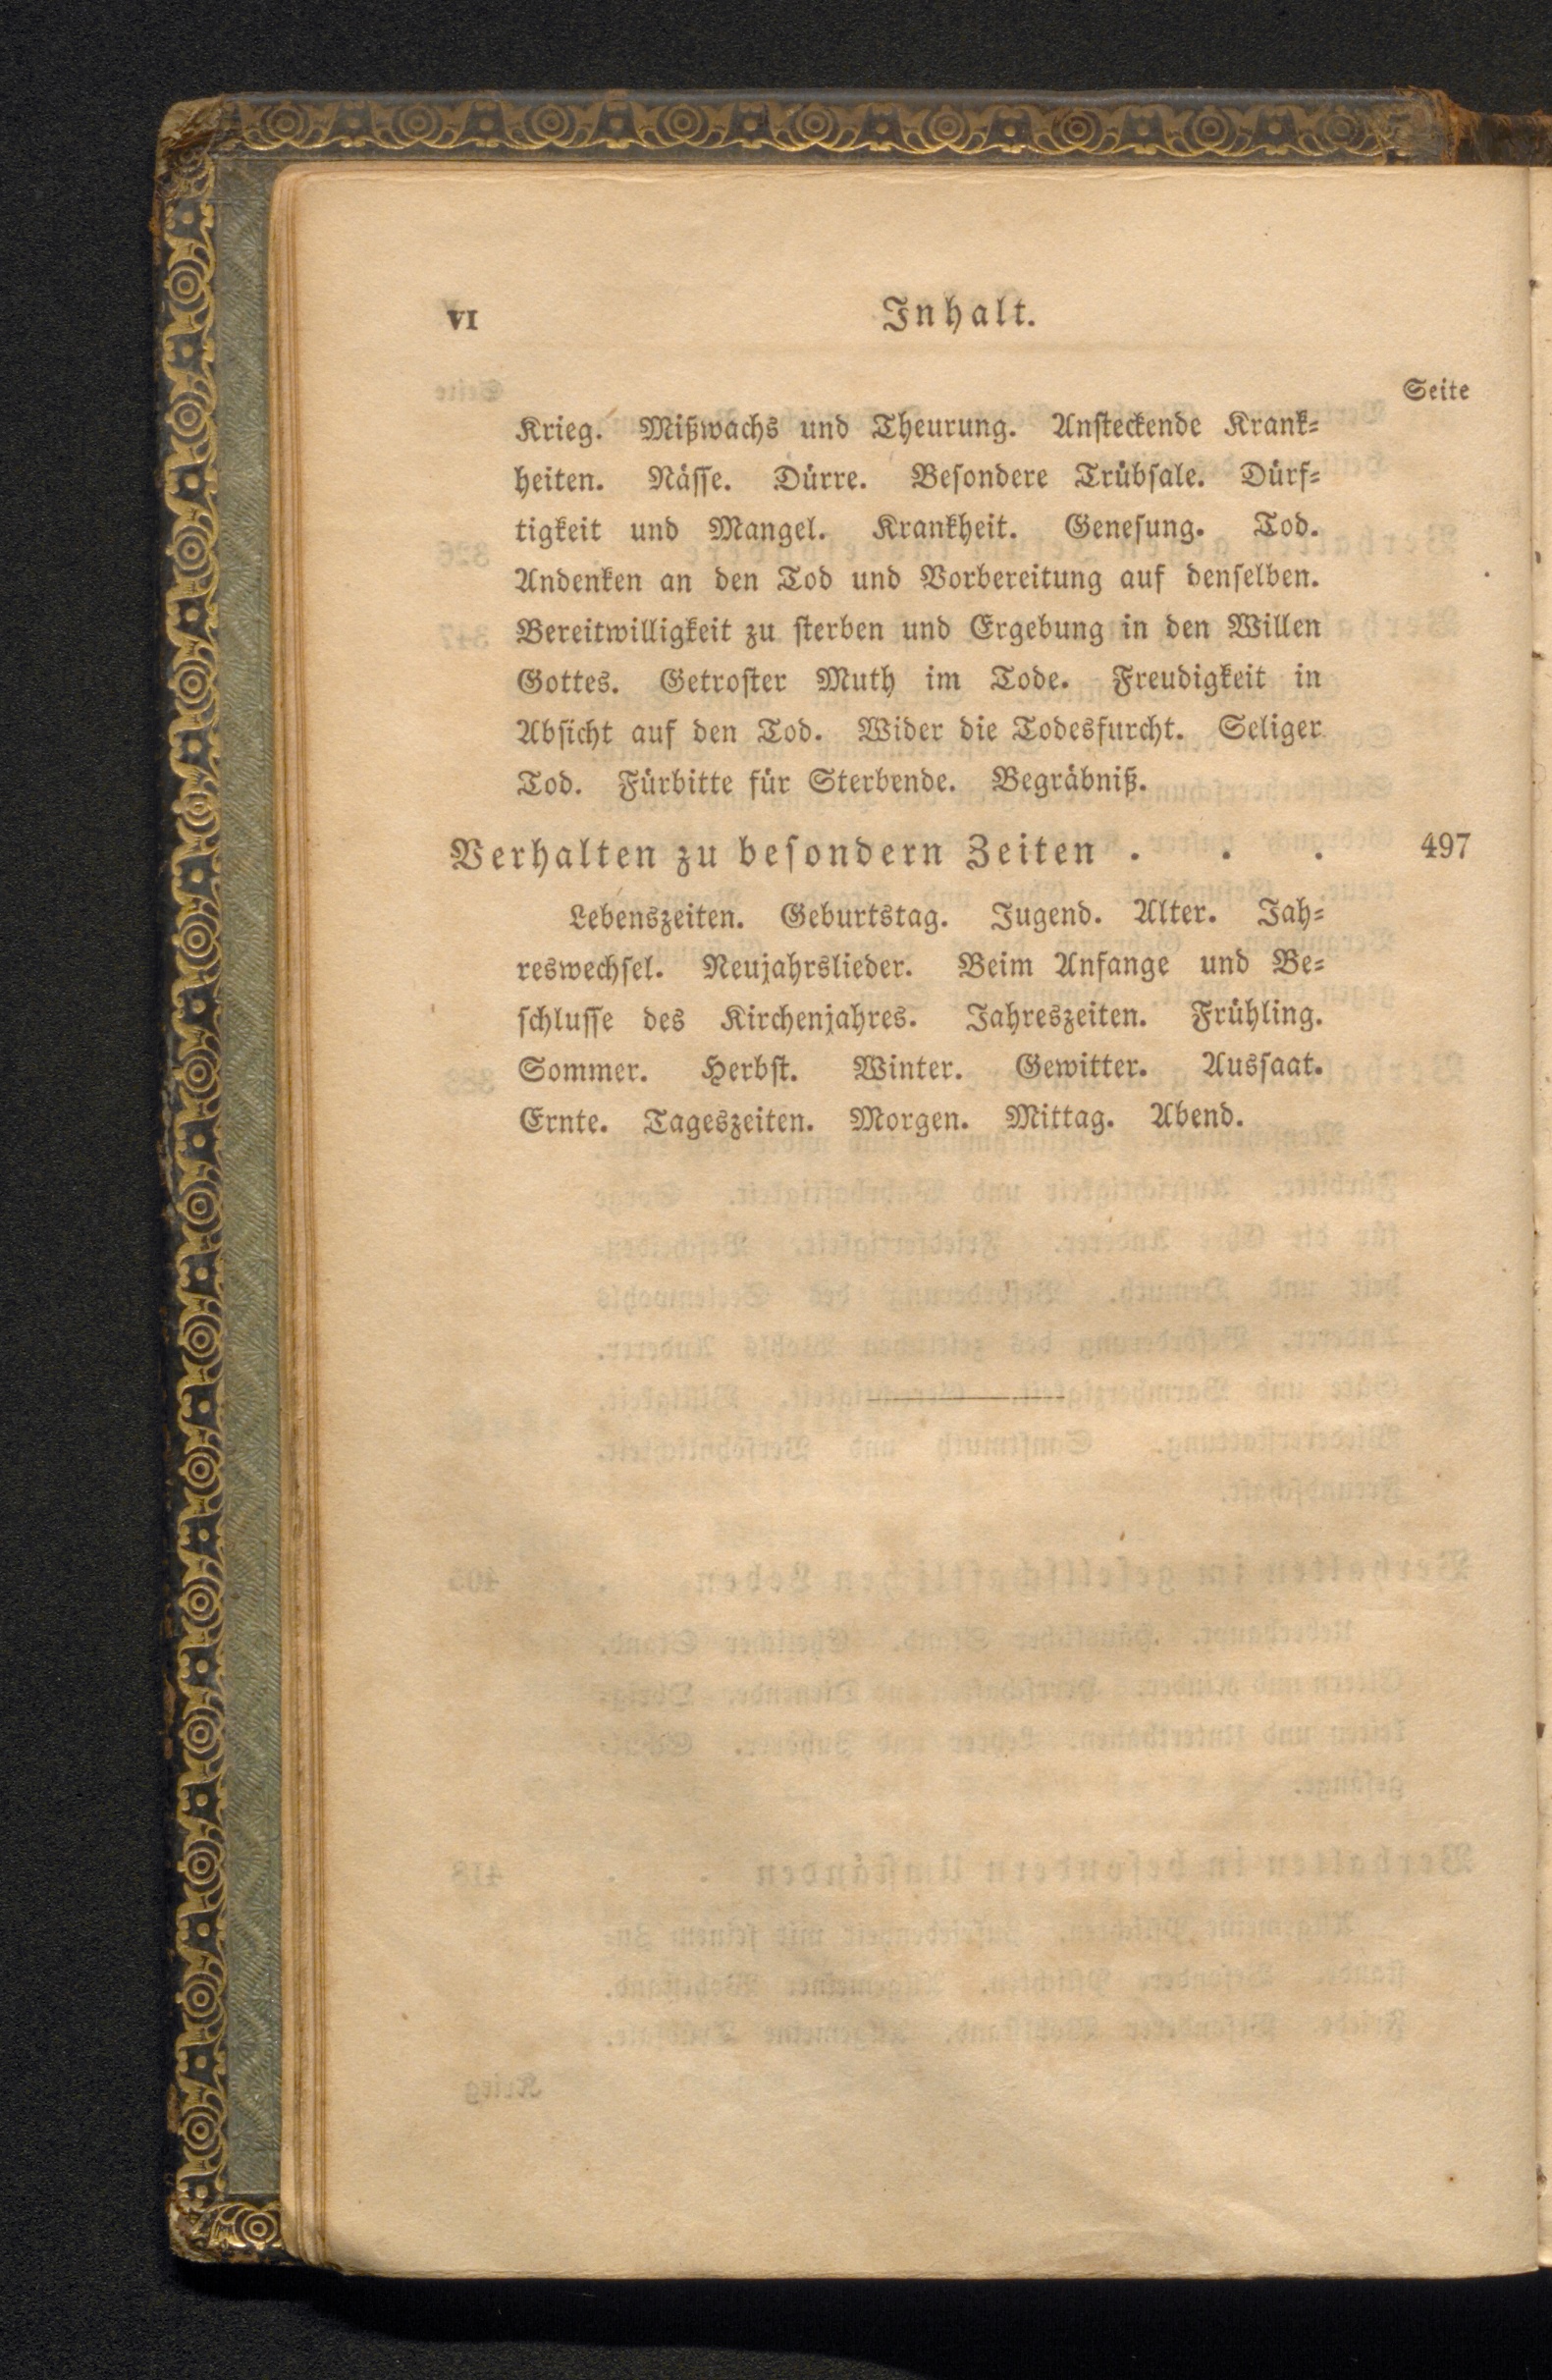 VI Inhalt.
Seite
Krieg. Mißwachs und Theurung. Ansteckende Krank⸗
heiten. Nässe. Dürre. Besondere Trübsale. Dürf⸗
tigkeit und Mangel. Krankheit. Genesung. Tod.
Andenken an den Tod und Vorbereitung auf denselben.
Bereitwilligkeit zu sterben und Ergebung in den Willen
Gottes. Getroster Muth im Tode. Freudigkeit in
Absicht auf den Tod. Wider die Todesfurcht. Seliger
Tod. Fürbitte für Sterbende. Begräbniß.
Verhalten zu besondern Zeiten . . . 497
Lebenszeiten. Geburtstag. Jugend. Alter. Jah⸗
reswechsel. Neujahrslieder. Beim Anfange und Be⸗
schlusse des Kirchenjahres. Jahreszeiten. Frühling.
Sommer. Herbst. Winter. Gewitter. Aussaat.
Ernte. Tageszeiten. Morgen. Mittag. Abend.